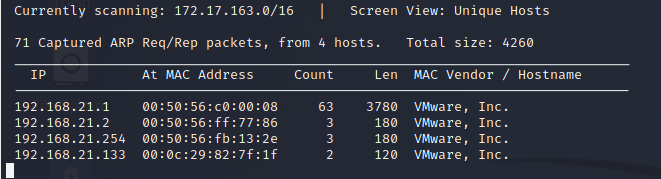 Currently scanning: 172.17.163.0/16   |   Screen View: Unique Hosts
71 Captured ARP Req/Rep packets, from 4 hosts.   Total size: 4260
IP            At MAC Address     Count     Len  MAC Vendor / Hostname
192.168.21.1    00:50:56:c0:00:08     63    3780  VMware, Inc.
192.168.21.2    00:50:56:ff:77:86      3     180  VMware, Inc.
192.168.21.254  00:50:56:fb:13:2e      3     180  VMware, Inc.
192.168.21.133  00:0c:29:82:7f:1f      2     120  VMware, Inc.